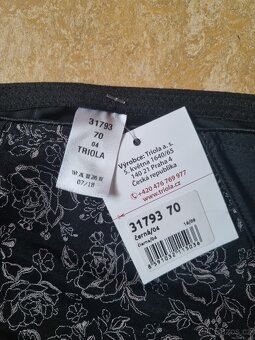 31793
70
04
TRIOLA
07/18
Výrobce: Triola a. s.
5. Května 1640/65
140 21 Praha 4
Česká republika
+420 476 769 977
www.triola.cz
31793 70
černá/04